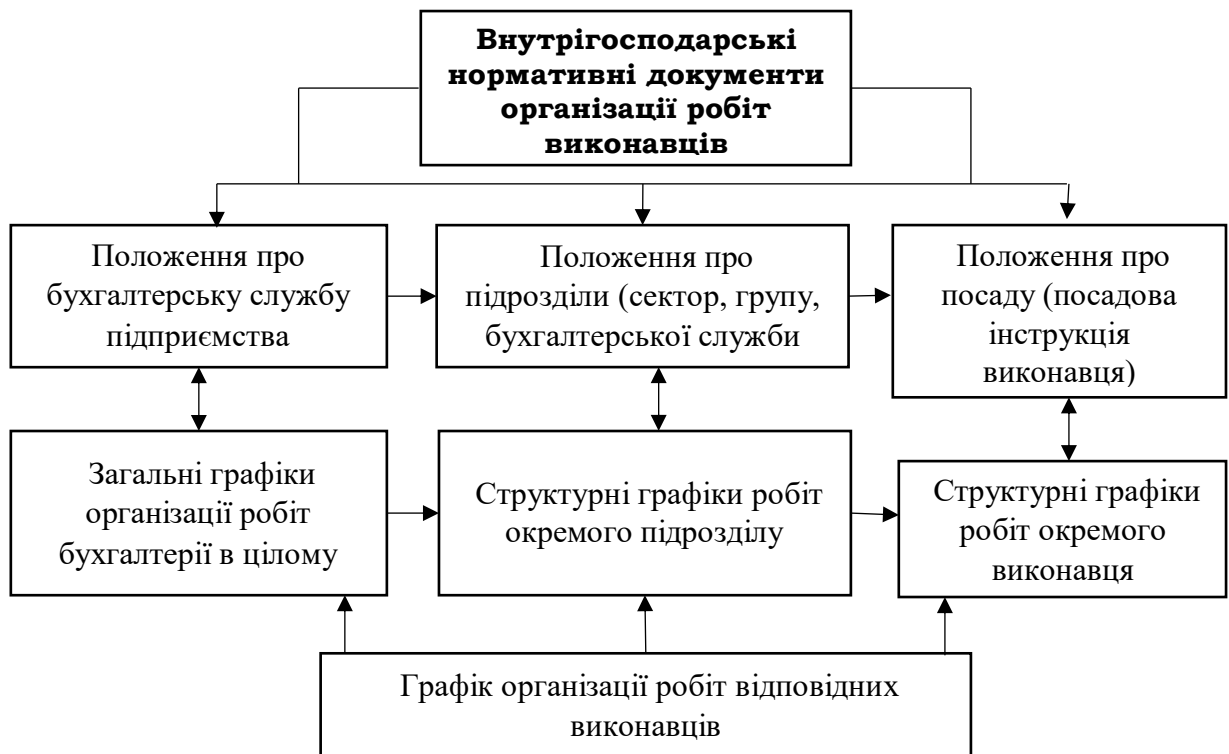 Внутрігосподарські
нормативні документи
організації робіт
виконавців
Положення про
бухгалтерську службу
підприємства
Положення про
підрозділи (сектор, групу,
бухгалтерської служби
Положення про
посаду (посадова
інструкція
виконавця)
Загальні графіки
організації робіт
бухгалтерії в цілому
Структурні графіки робіт
окремого підрозділу
Структурні графіки
робіт окремого
виконавця
Графік організації робіт відповідних
виконавців